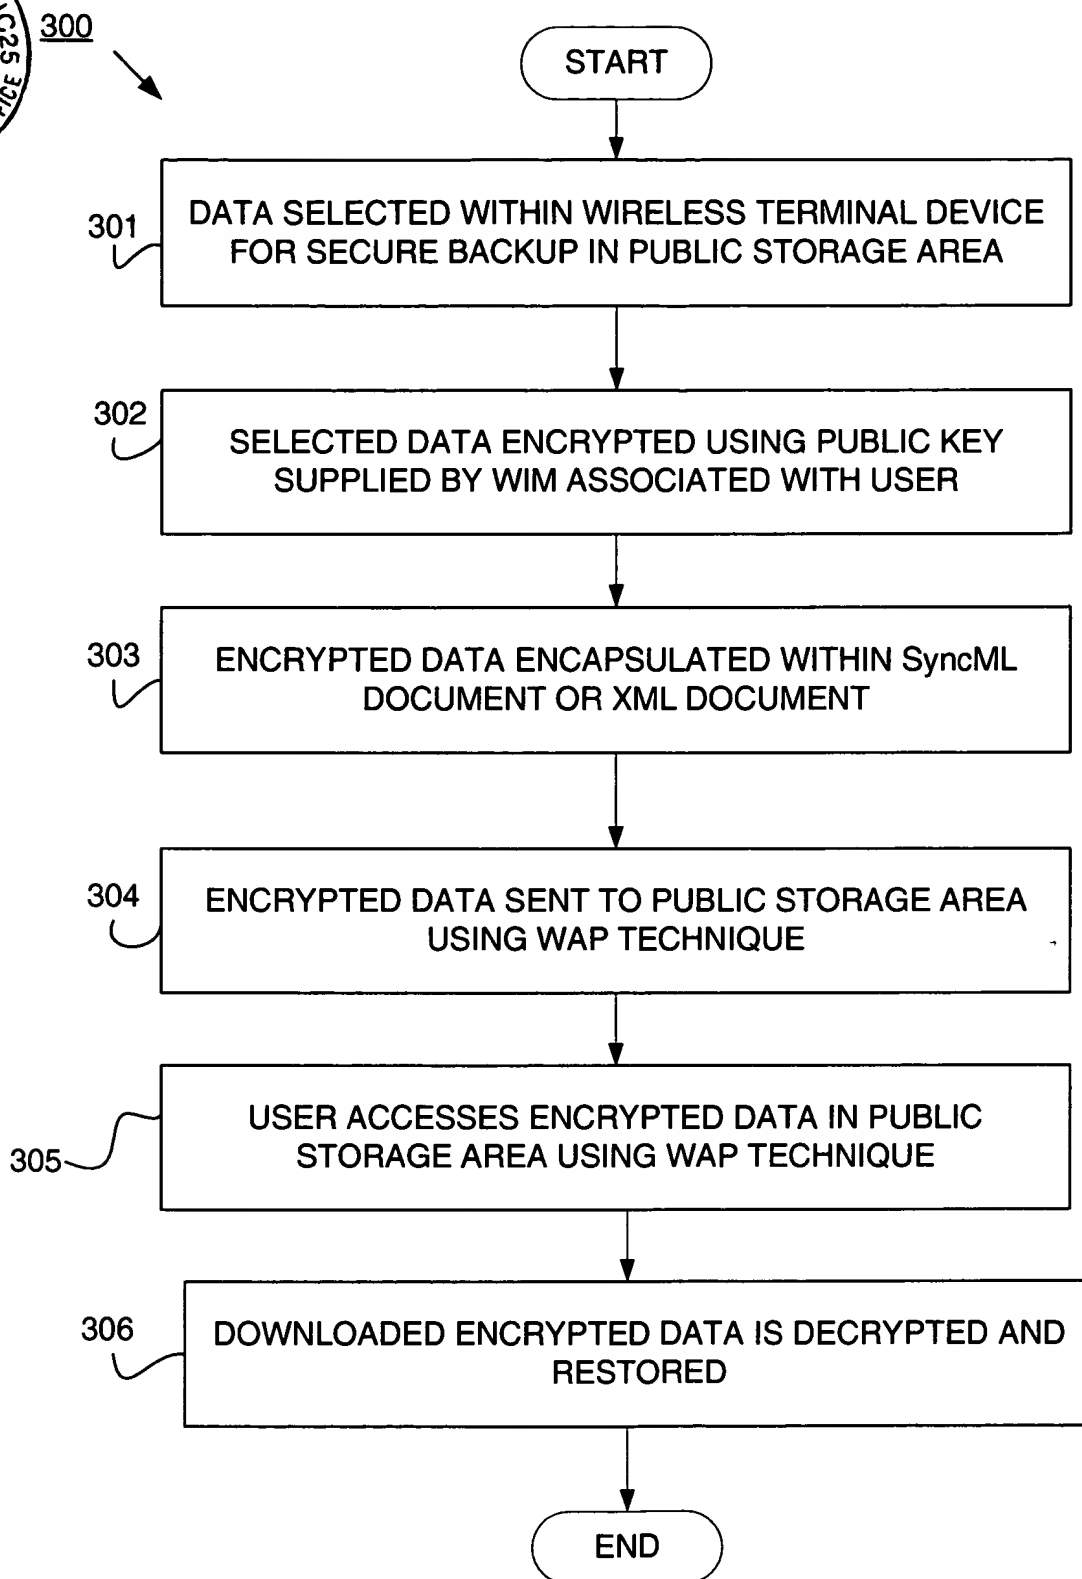 300
START
301
DATA SELECTED WITHIN WIRELESS TERMINAL DEVICE
FOR SECURE BACKUP IN PUBLIC STORAGE AREA
302
SELECTED DATA ENCRYPTED USING PUBLIC KEY
SUPPLIED BY WIM ASSOCIATED WITH USER
303
ENCRYPTED DATA ENCAPSULATED WITHIN SyncML
DOCUMENT OR XML DOCUMENT
304
ENCRYPTED DATA SENT TO PUBLIC STORAGE AREA
USING WAP TECHNIQUE
305
USER ACCESSES ENCRYPTED DATA IN PUBLIC
STORAGE AREA USING WAP TECHNIQUE
306
DOWNLOADED ENCRYPTED DATA IS DECRYPTED AND
RESTORED
END